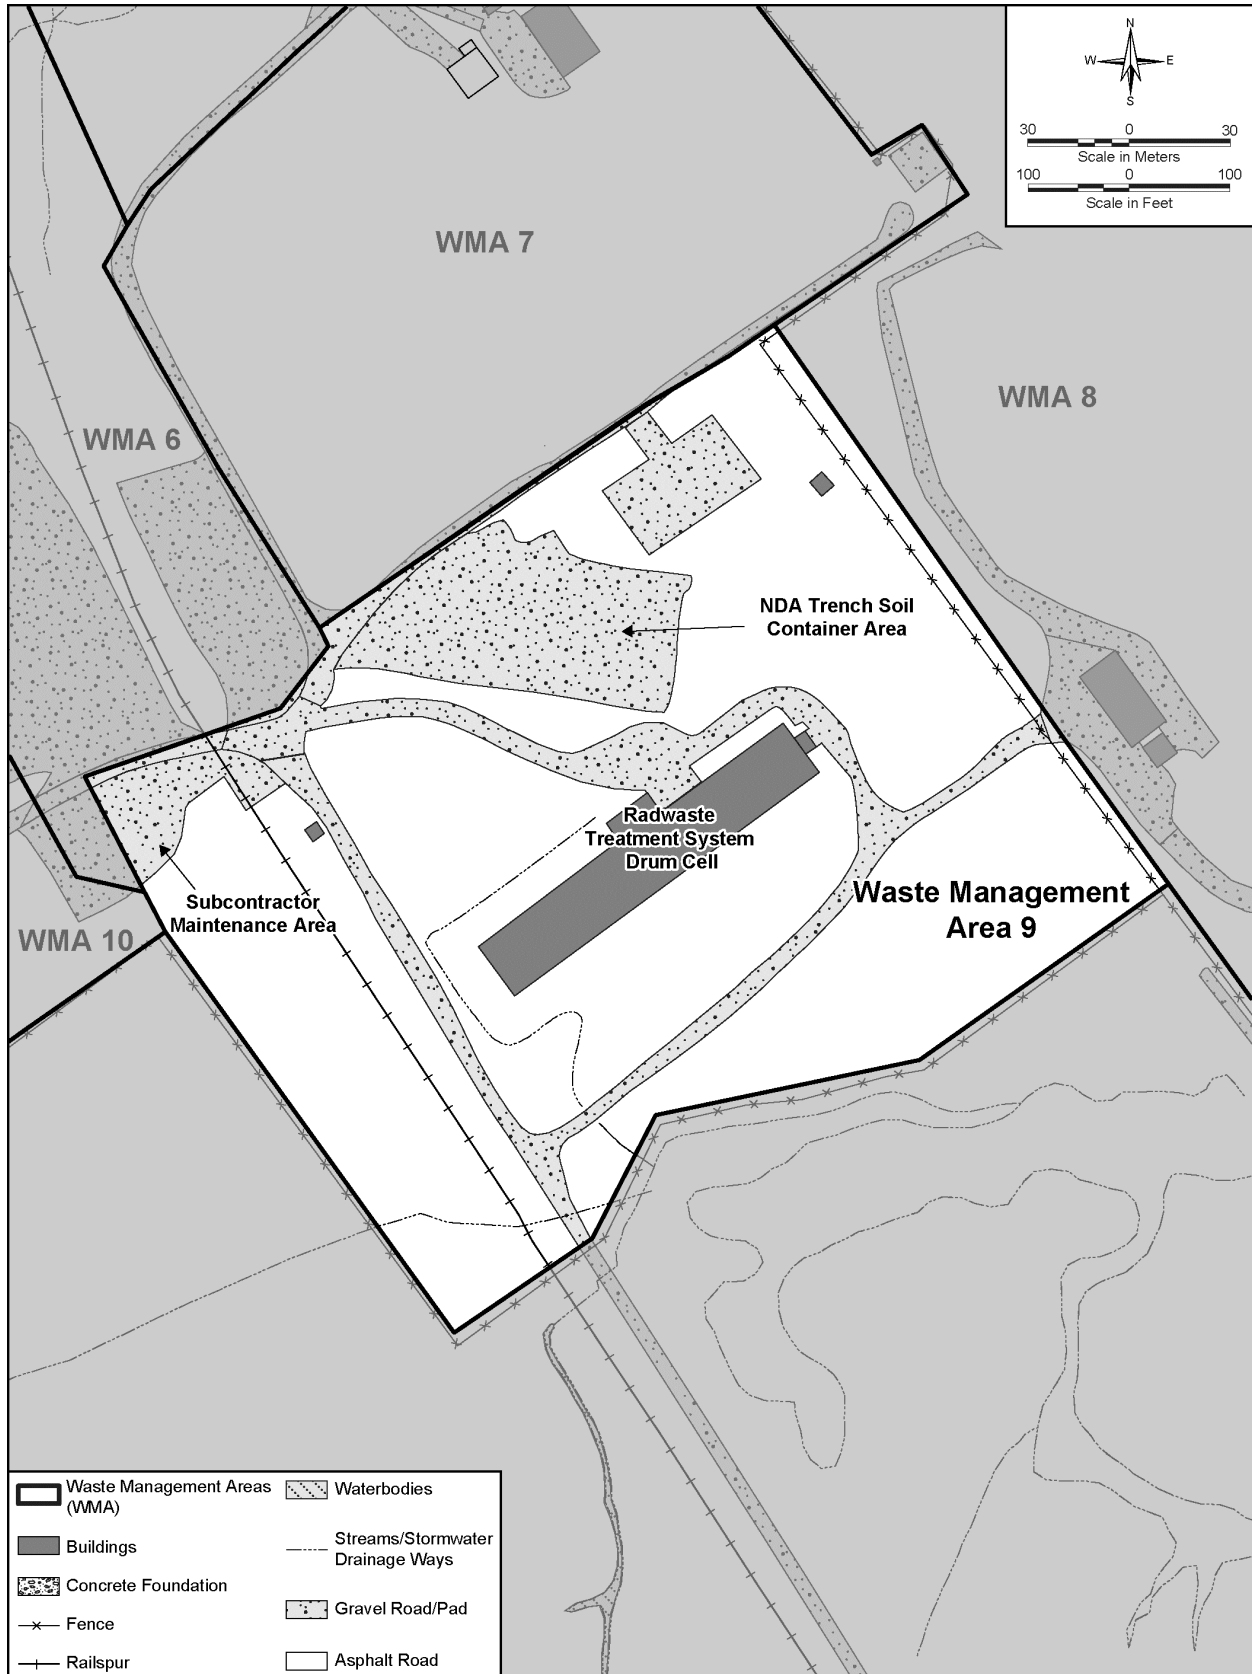 N
W E
S
30 0 30
Scale in Meters
100 0 100
Scale in Feet
WMA 7
WMA 8
WMA 6
NDA Trench Soil
Container Area
Radwaste
Treatment System
Drum Cell
Waste Management
Area 9
Subcontractor
Maintenance Area
WMA 10
Waste Management Areas
(WMA)
Buildings
Concrete Foundation
Fence
Railspur
Waterbodies
Streams/Stormwater
Drainage Ways
Gravel Road/Pad
Asphalt Road